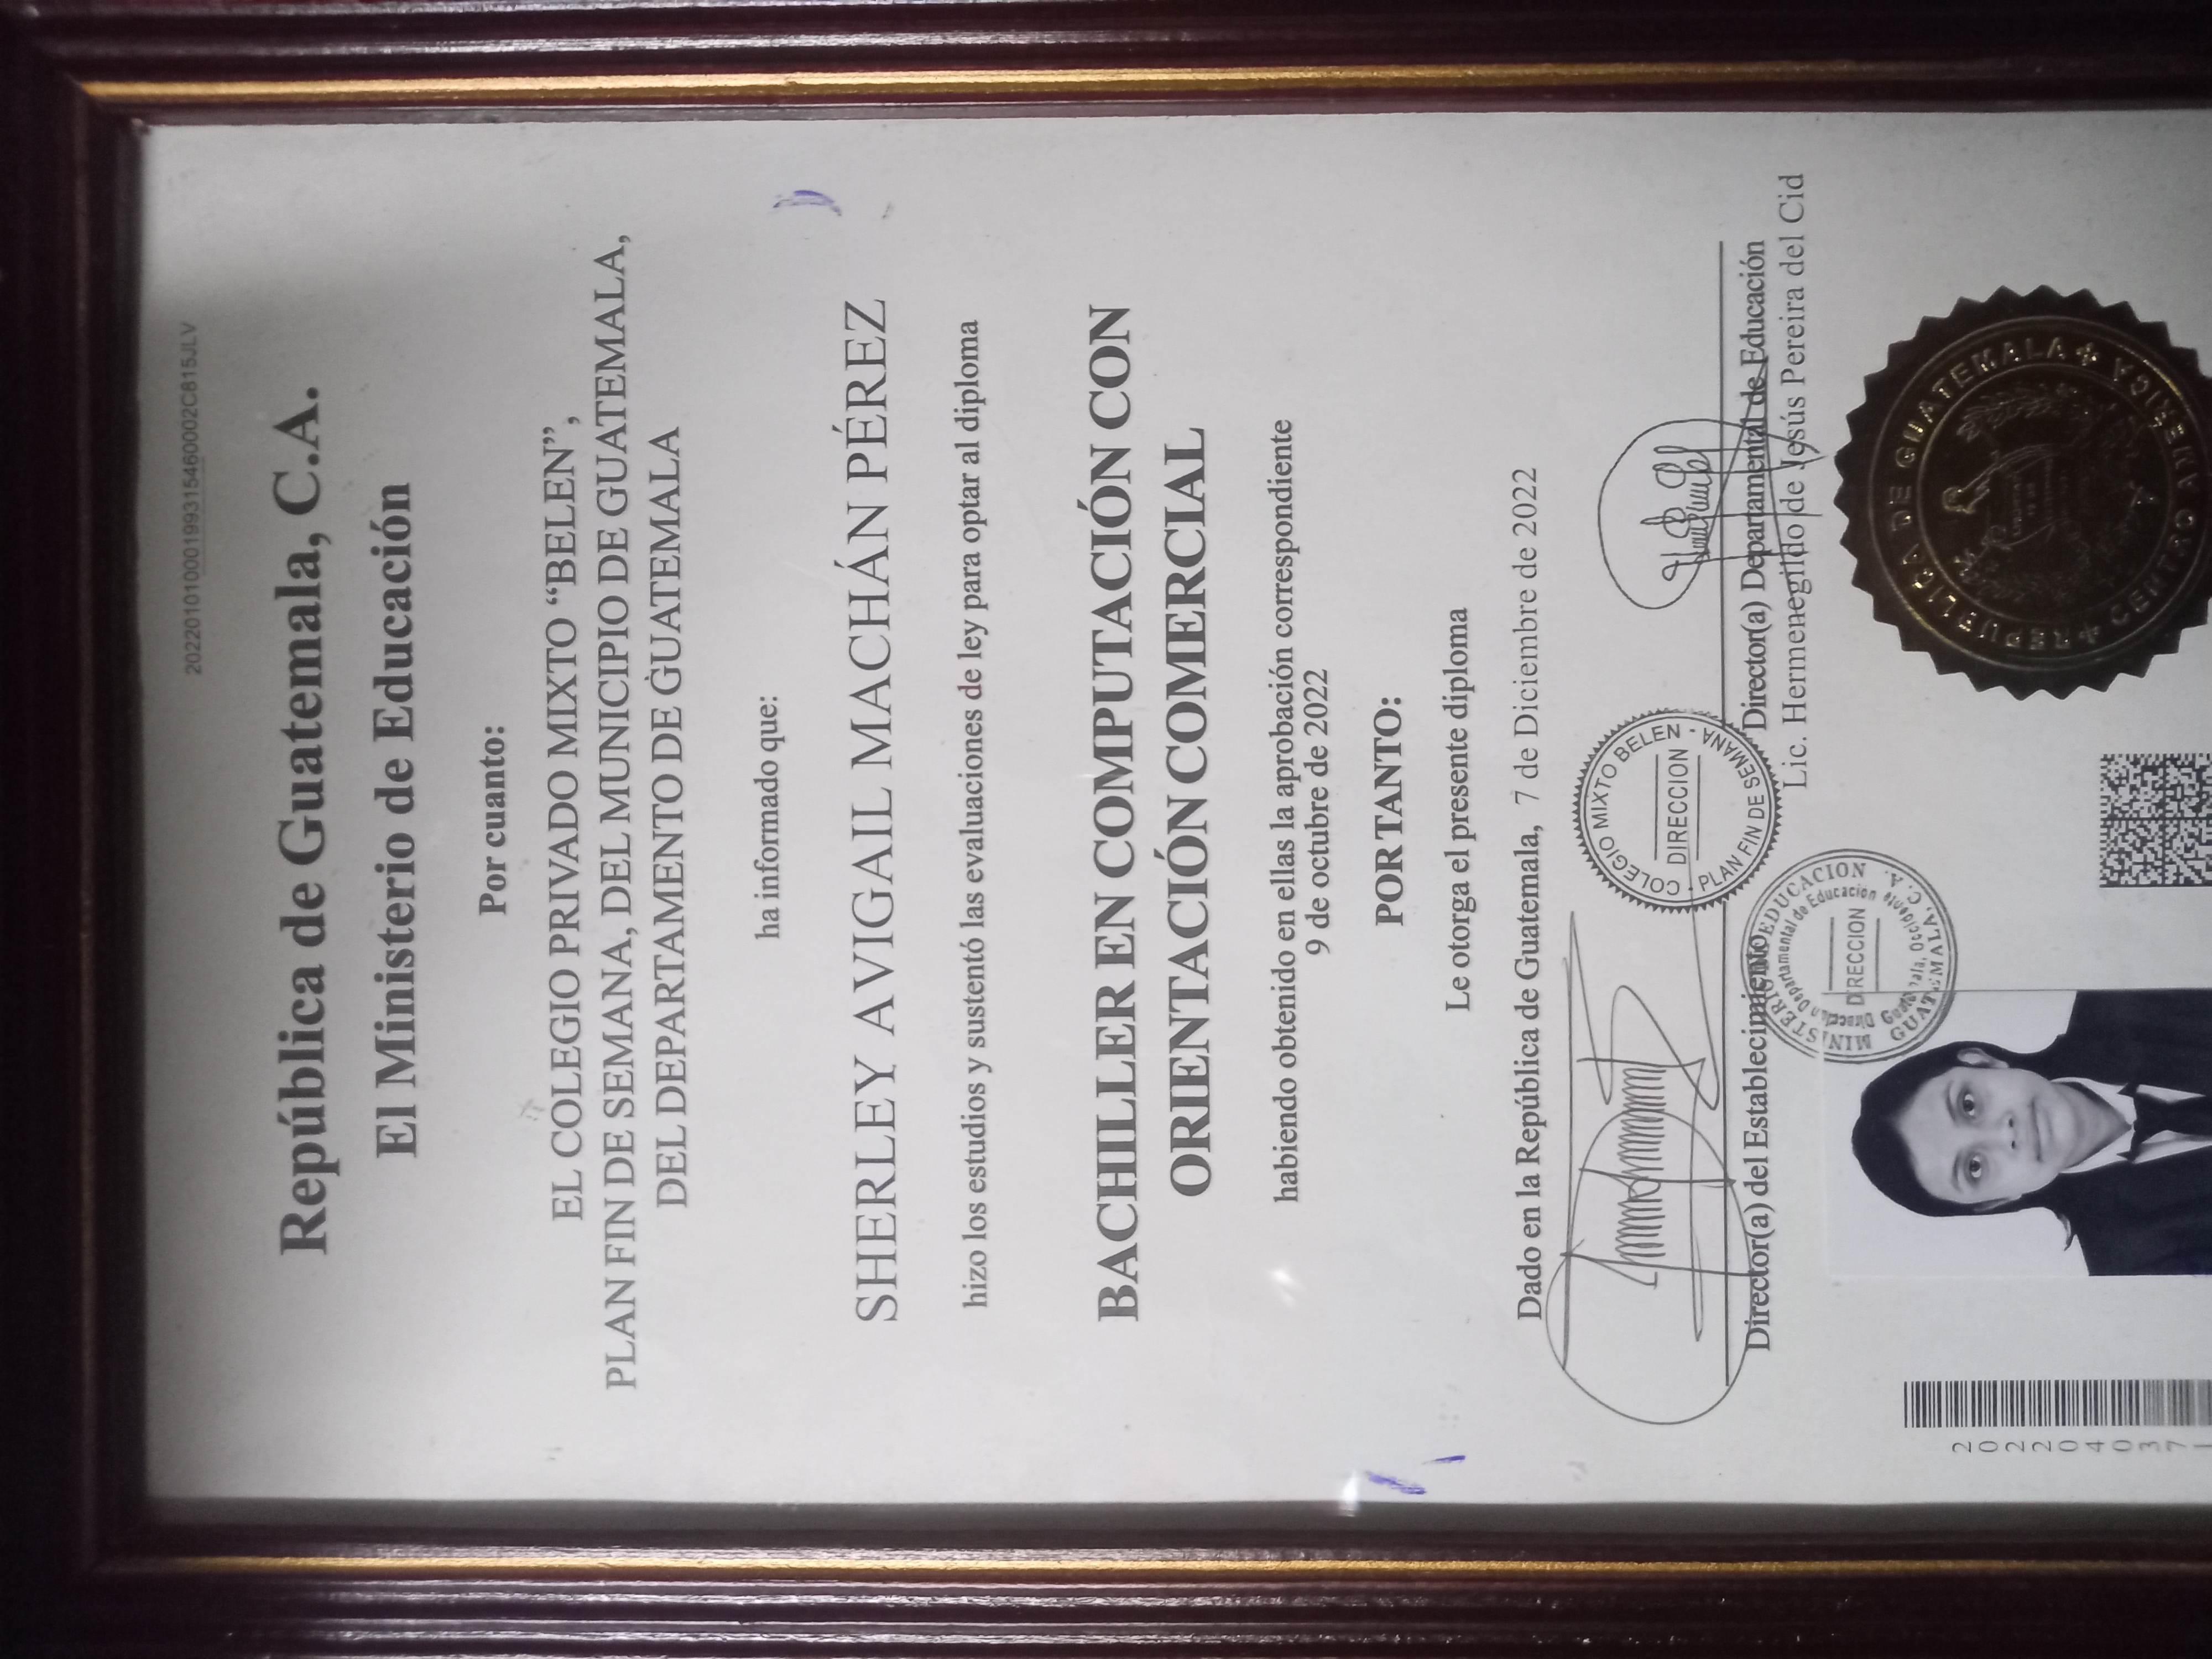 20220101000199315460002C815JLV
República de Guatemala, C.A.
El Ministerio de Educación
Por cuanto:
EL COLEGIO PRIVADO MIXTO “BELEN”,
PLAN FIN DE SEMANA, DEL MUNICIPIO DE GUATEMALA,
DEL DEPARTAMENTO DE GUATEMALA
ha informado que:
SHERLEY AVIGAIL MACHÁN PÉREZ
hizo los estudios y sustentó las evaluaciones de ley para optar al diploma
BACHILLER EN COMPUTACIÓN CON
ORIENTACIÓN COMERCIAL
habiendo obtenido en ellas la aprobación correspondiente
9 de octubre de 2022
POR TANTO:
Le otorga el presente diploma
Dado en la República de Guatemala, 7 de Diciembre de 2022
COLEGIO MIXTO BELEN
DIRECCION
PLAN FIN DE SEMANA
Director(a) del Establecimiento
Director(a) Departamental de Educación
Lic. Hermenegildo de Jesús Pereira del Cid
MINISTERIO DE EDUCACION
Dirección Departamental de Educación
DIRECCION
Guatemala, Occidente
GUATEMALA, C. A.
REPUBLICA DE GUATEMALA
CENTRO AMERICA
2022040371